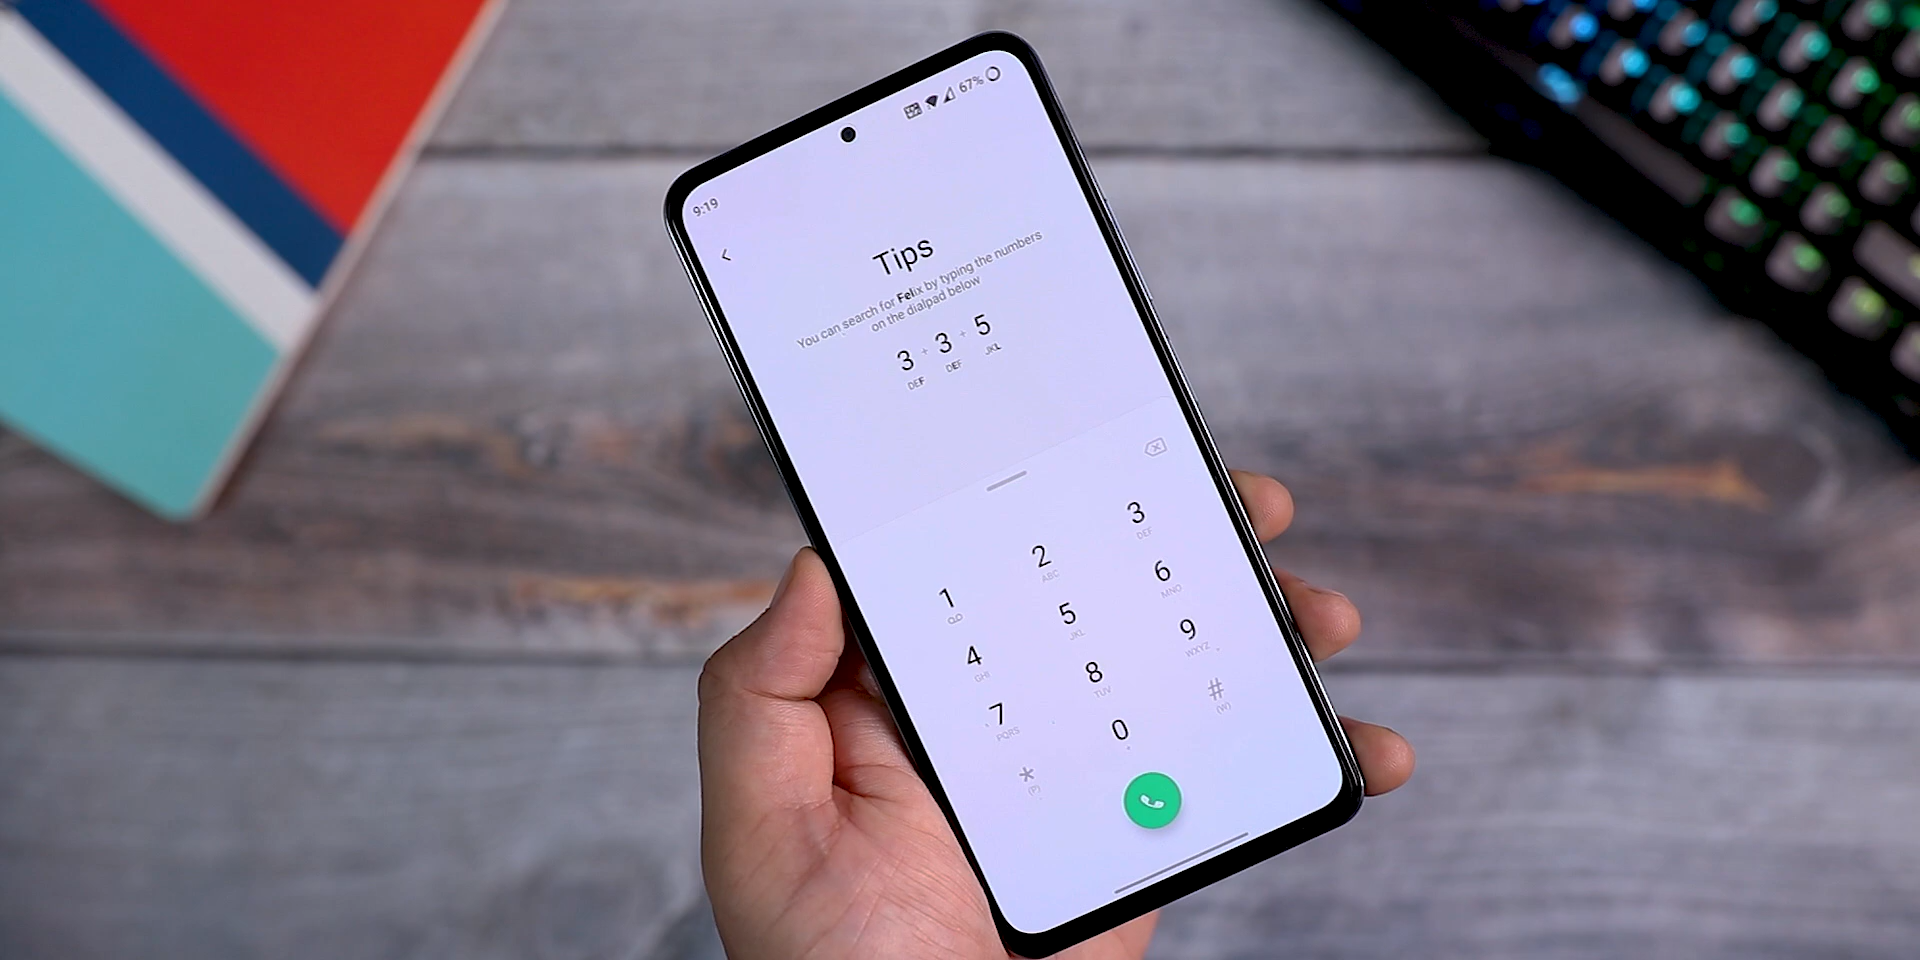 9:19
67%
Tips
You can search for Felix by typing the numbers
on the dialpad below
3 + 3 + 5
DEF DEF JKL
1 2 3
ABC DEF
4 5 6
GHI JKL MNO
7 8 9
PQRS TUV WXYZ
* 0 #
(P) (W)